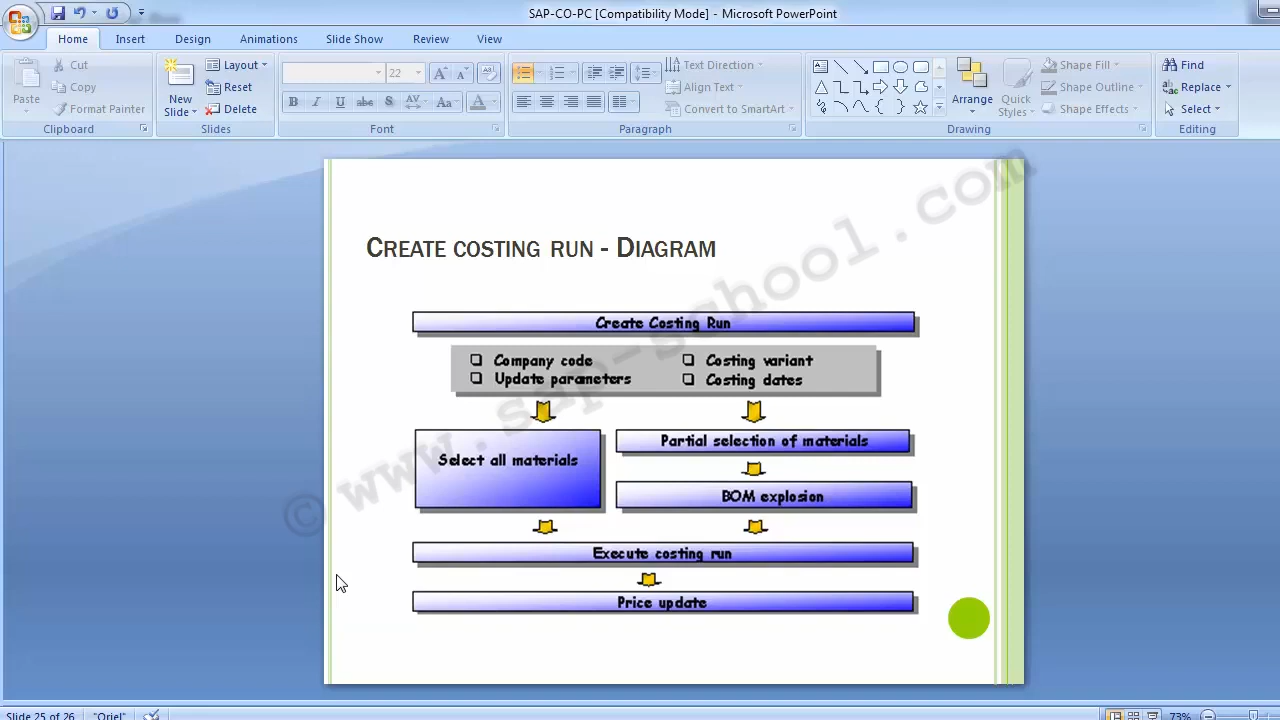 SAP-CO-PC [Compatibility Mode] - Microsoft PowerPoint
Home Insert Design Animations Slide Show Review View
Paste
Cut
Copy
Format Painter
Clipboard
New Slide
Layout
Reset
Delete
Slides
22
Font
Text Direction
Align Text
Convert to SmartArt
Paragraph
Arrange
Quick Styles
Shape Fill
Shape Outline
Shape Effects
Drawing
Find
Replace
Select
Editing
CREATE COSTING RUN - DIAGRAM
Create Costing Run
❑ Company code ❑ Costing variant
❑ Update parameters ❑ Costing dates
Select all materials
Partial selection of materials
BOM explosion
Execute costing run
Price update
© www.sap-school.com
Slide 25 of 26 "Oriel" 73%